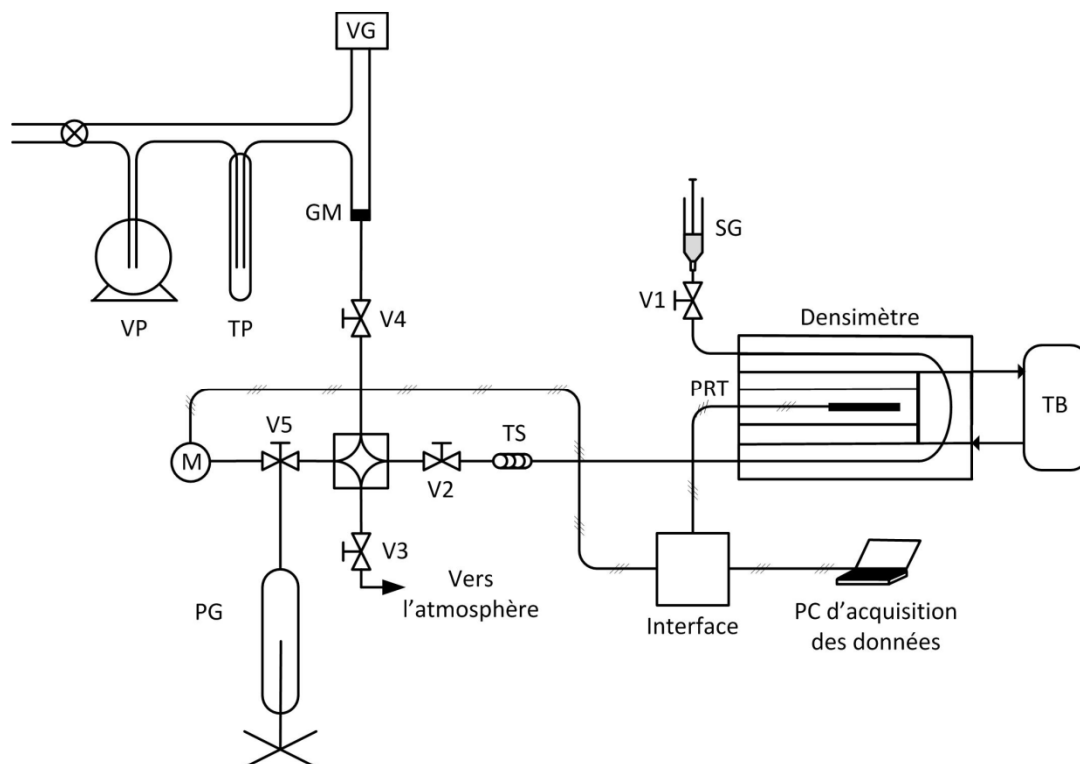 VG
GM
VP
TP
V4
SG
V1
Densimètre
PRT
TB
V5
TS
M
V2
V3
Vers
l'atmosphère
PG
Interface
PC d'acquisition
des données